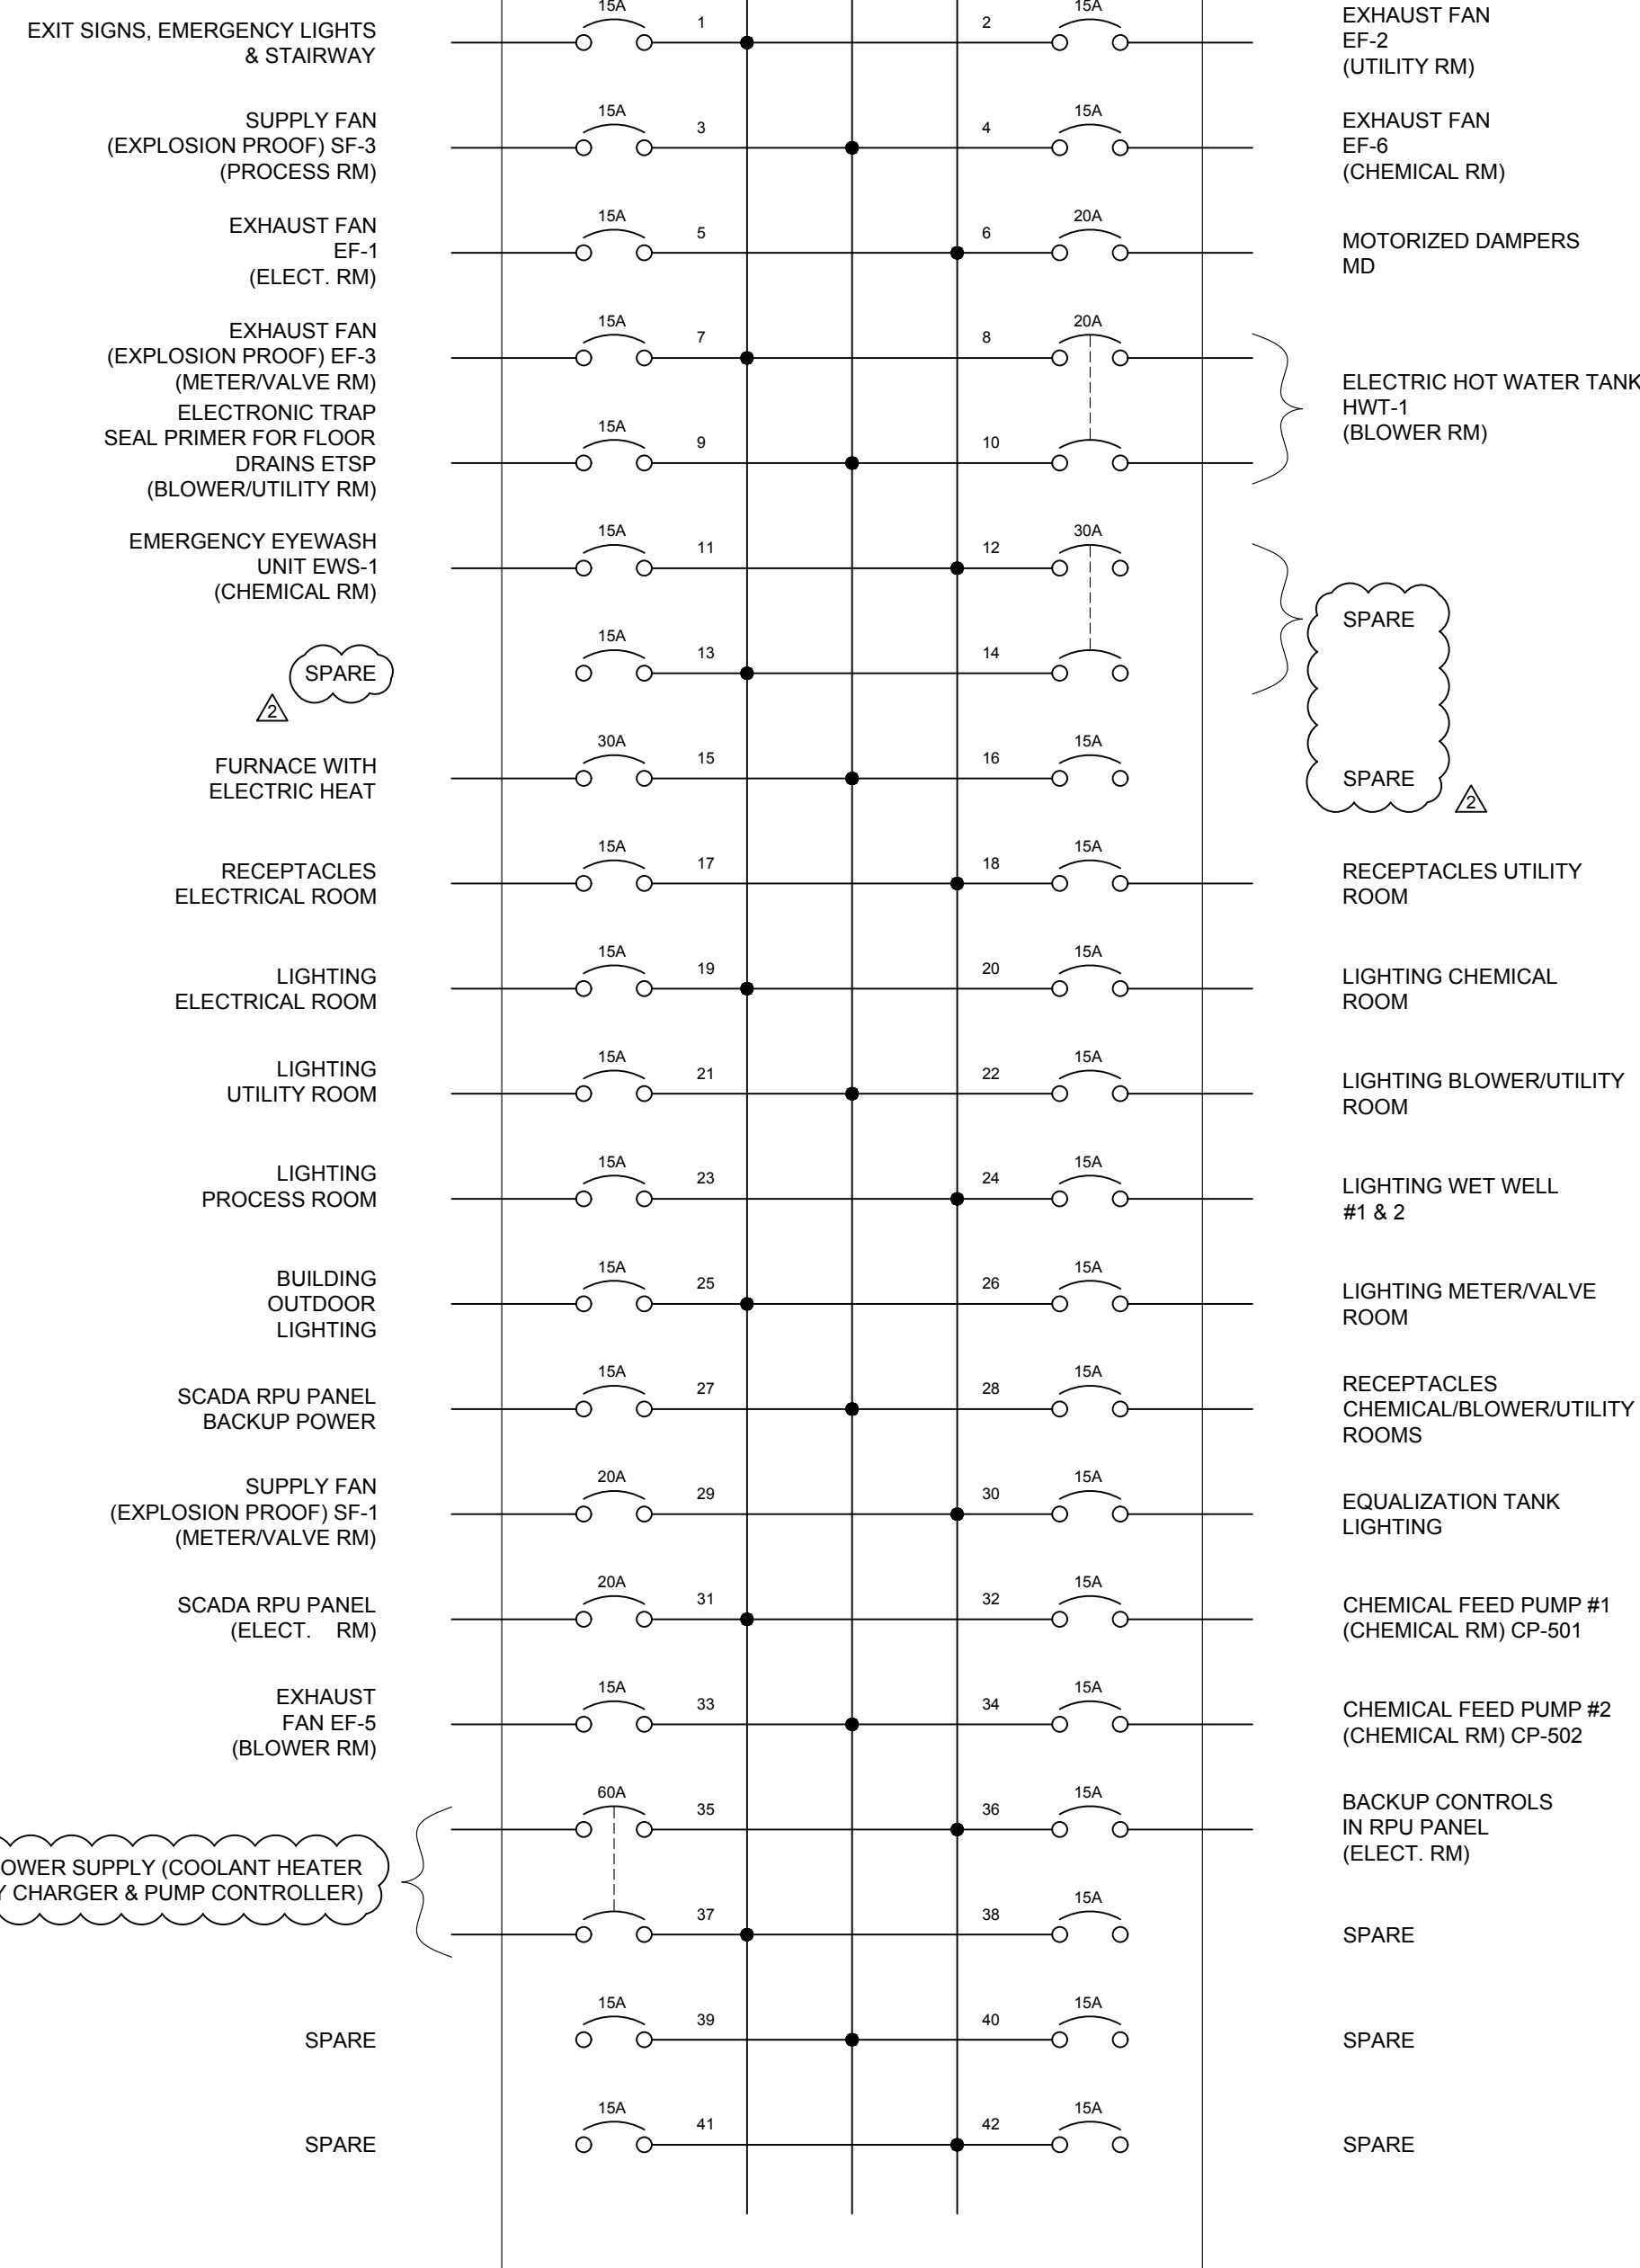 15A
15A
EXIT SIGNS, EMERGENCY LIGHTS
& STAIRWAY
1
2
EXHAUST FAN
EF-2
(UTILITY RM)
SUPPLY FAN
(EXPLOSION PROOF) SF-3
(PROCESS RM)
15A
3
4
15A
EXHAUST FAN
EF-6
(CHEMICAL RM)
EXHAUST FAN
EF-1
(ELECT. RM)
15A
5
6
20A
MOTORIZED DAMPERS
MD
EXHAUST FAN
(EXPLOSION PROOF) EF-3
(METER/VALVE RM)
15A
7
8
20A
ELECTRIC HOT WATER TANK
HWT-1
(BLOWER RM)
ELECTRONIC TRAP
SEAL PRIMER FOR FLOOR
DRAINS ETSP
(BLOWER/UTILITY RM)
15A
9
10
EMERGENCY EYEWASH
UNIT EWS-1
(CHEMICAL RM)
15A
11
12
30A
SPARE
SPARE
2
15A
13
14
FURNACE WITH
ELECTRIC HEAT
30A
15
16
15A
SPARE
2
RECEPTACLES
ELECTRICAL ROOM
15A
17
18
15A
RECEPTACLES UTILITY
ROOM
LIGHTING
ELECTRICAL ROOM
15A
19
20
15A
LIGHTING CHEMICAL
ROOM
LIGHTING
UTILITY ROOM
15A
21
22
15A
LIGHTING BLOWER/UTILITY
ROOM
LIGHTING
PROCESS ROOM
15A
23
24
15A
LIGHTING WET WELL
#1 & 2
BUILDING
OUTDOOR
LIGHTING
15A
25
26
15A
LIGHTING METER/VALVE
ROOM
SCADA RPU PANEL
BACKUP POWER
15A
27
28
15A
RECEPTACLES
CHEMICAL/BLOWER/UTILITY
ROOMS
SUPPLY FAN
(EXPLOSION PROOF) SF-1
(METER/VALVE RM)
20A
29
30
15A
EQUALIZATION TANK
LIGHTING
SCADA RPU PANEL
(ELECT. RM)
20A
31
32
15A
CHEMICAL FEED PUMP #1
(CHEMICAL RM) CP-501
EXHAUST
FAN EF-5
(BLOWER RM)
15A
33
34
15A
CHEMICAL FEED PUMP #2
(CHEMICAL RM) CP-502
60A
35
36
15A
BACKUP CONTROLS
IN RPU PANEL
(ELECT. RM)
OWER SUPPLY (COOLANT HEATER
Y CHARGER & PUMP CONTROLLER)
37
38
15A
SPARE
SPARE
15A
39
40
15A
SPARE
SPARE
15A
41
42
15A
SPARE